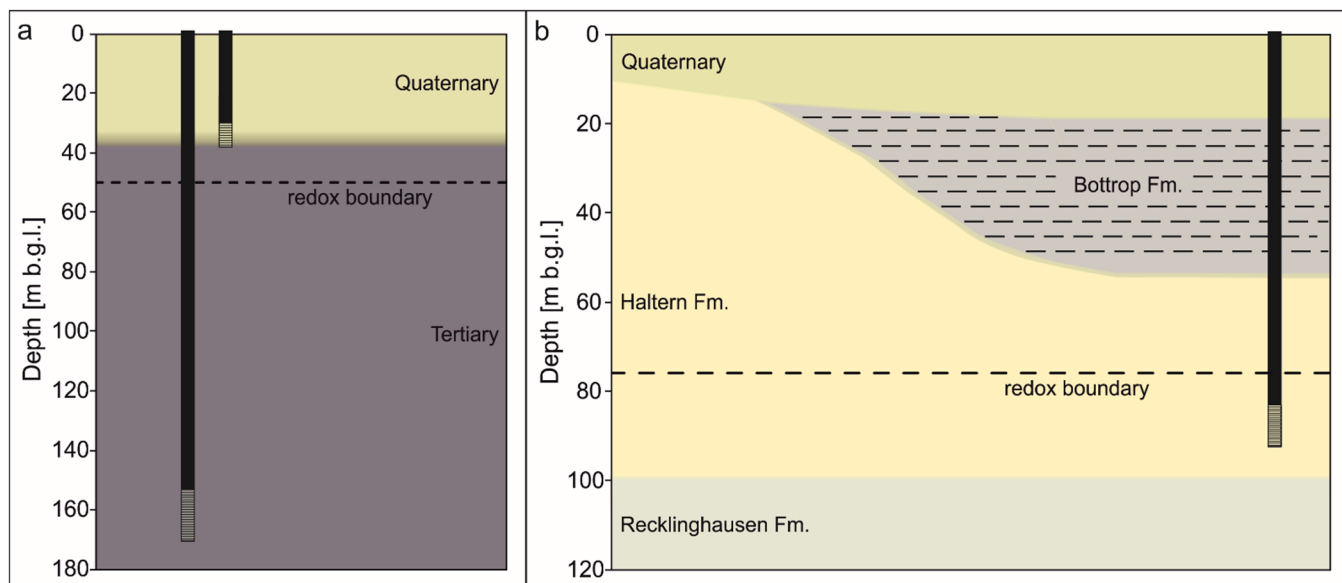 a
Depth [m b.g.l.]
0
20
40
60
80
100
120
140
160
180
Quaternary
redox boundary
Tertiary
b
Depth [m b.g.l.]
0
20
40
60
80
100
120
Quaternary
Bottrop Fm.
Haltern Fm.
redox boundary
Recklinghausen Fm.